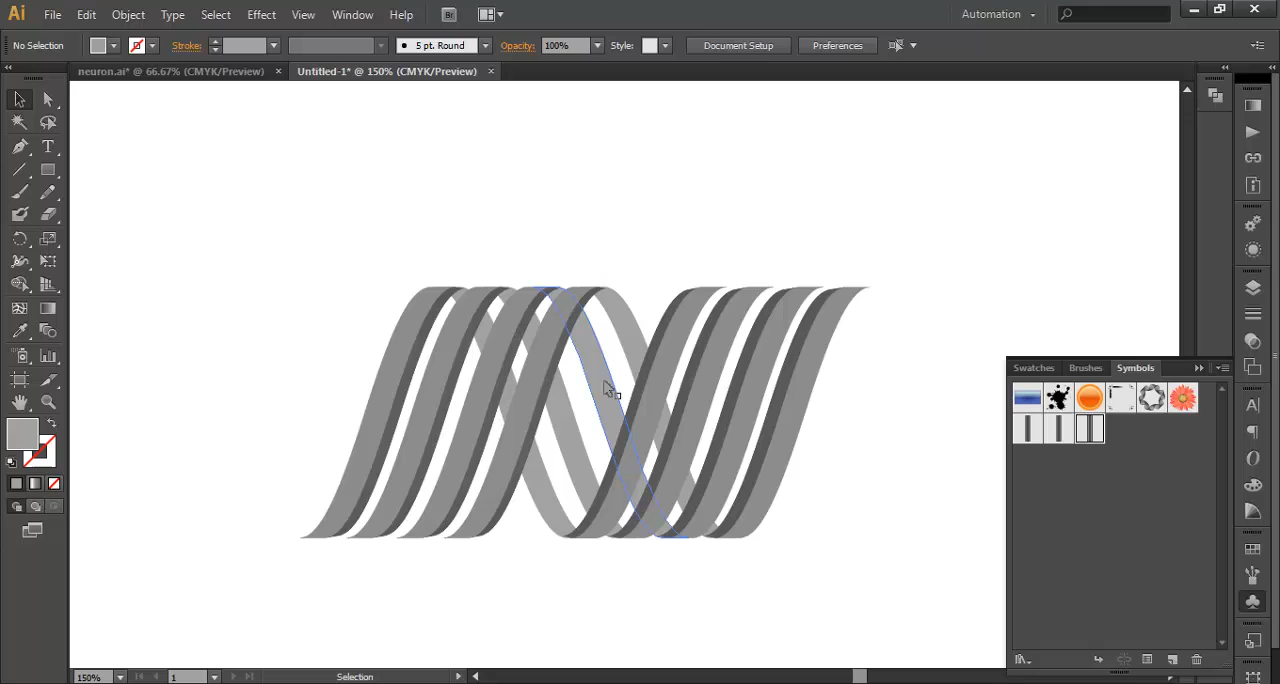 Ai File Edit Object Type Select Effect View Window Help Br Automation
No Selection Stroke: 5 pt. Round Opacity: 100% Style: Document Setup Preferences
neuron.ai* @ 66.67% (CMYK/Preview) × Untitled-1* @ 150% (CMYK/Preview) ×
Swatches Brushes Symbols
150% 1 Selection